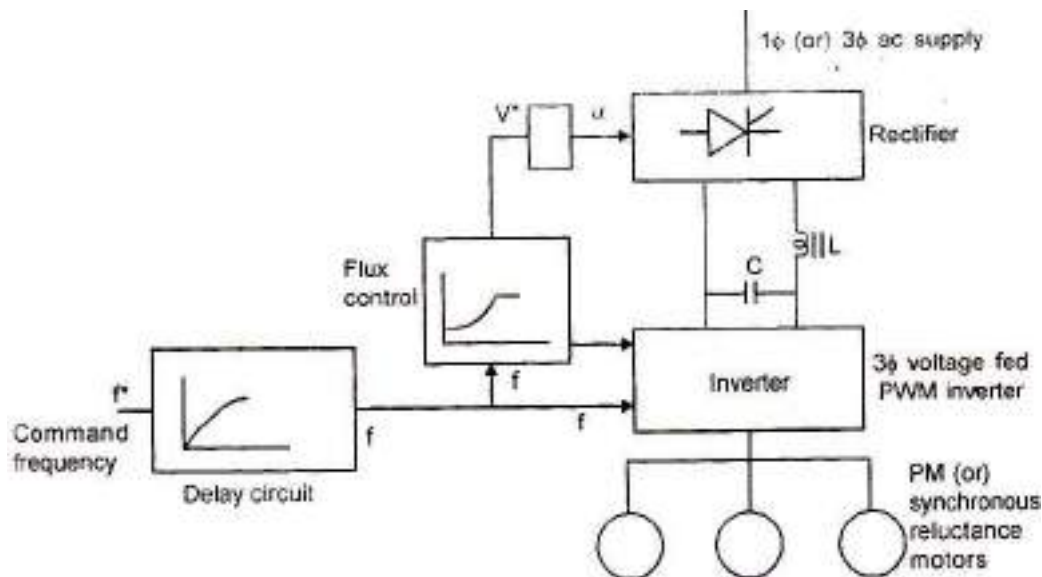 1ϕ (or) 3ϕ ac supply
V*
α
Rectifier
L
C
Flux
control
3ϕ voltage fed
PWM inverter
Inverter
f
f*
f
f
Command
frequency
Delay circuit
PM (or)
synchronous
reluctance
motors